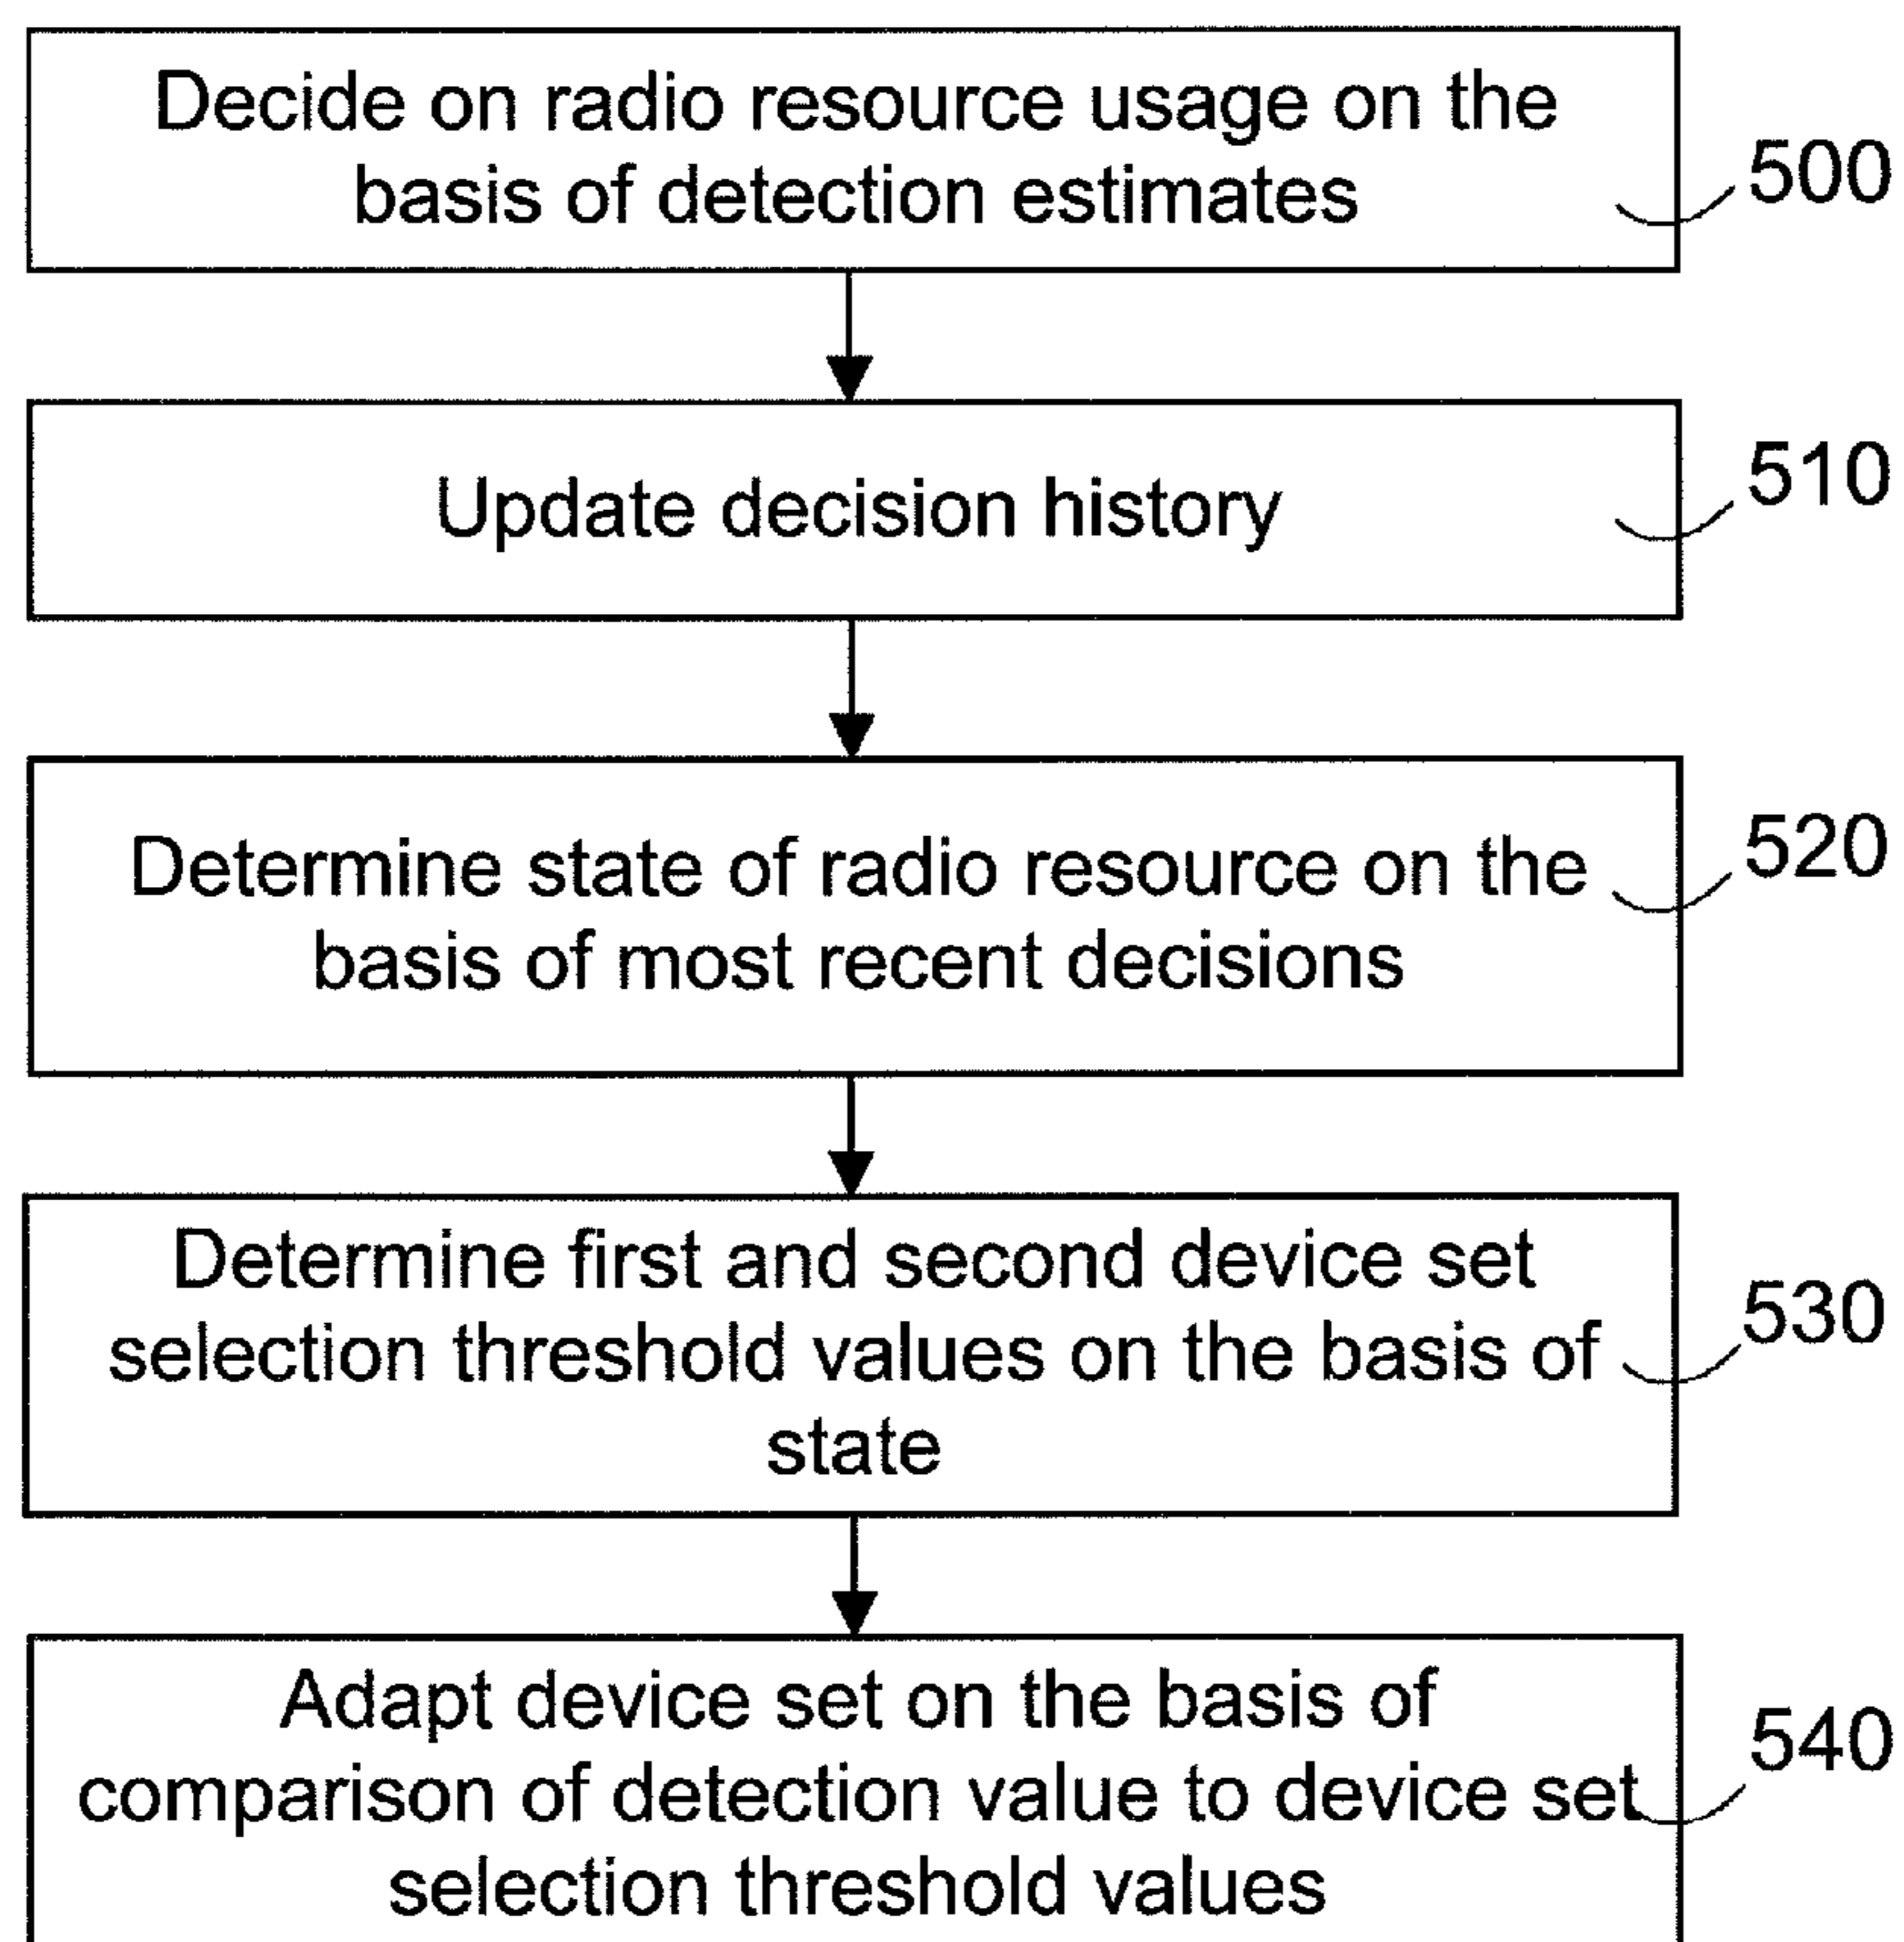 Decide on radio resource usage on the
basis of detection estimates
500
Update decision history
510
Determine state of radio resource on the
basis of most recent decisions
520
Determine first and second device set
selection threshold values on the basis of
state
530
Adapt device set on the basis of
comparison of detection value to device set
selection threshold values
540